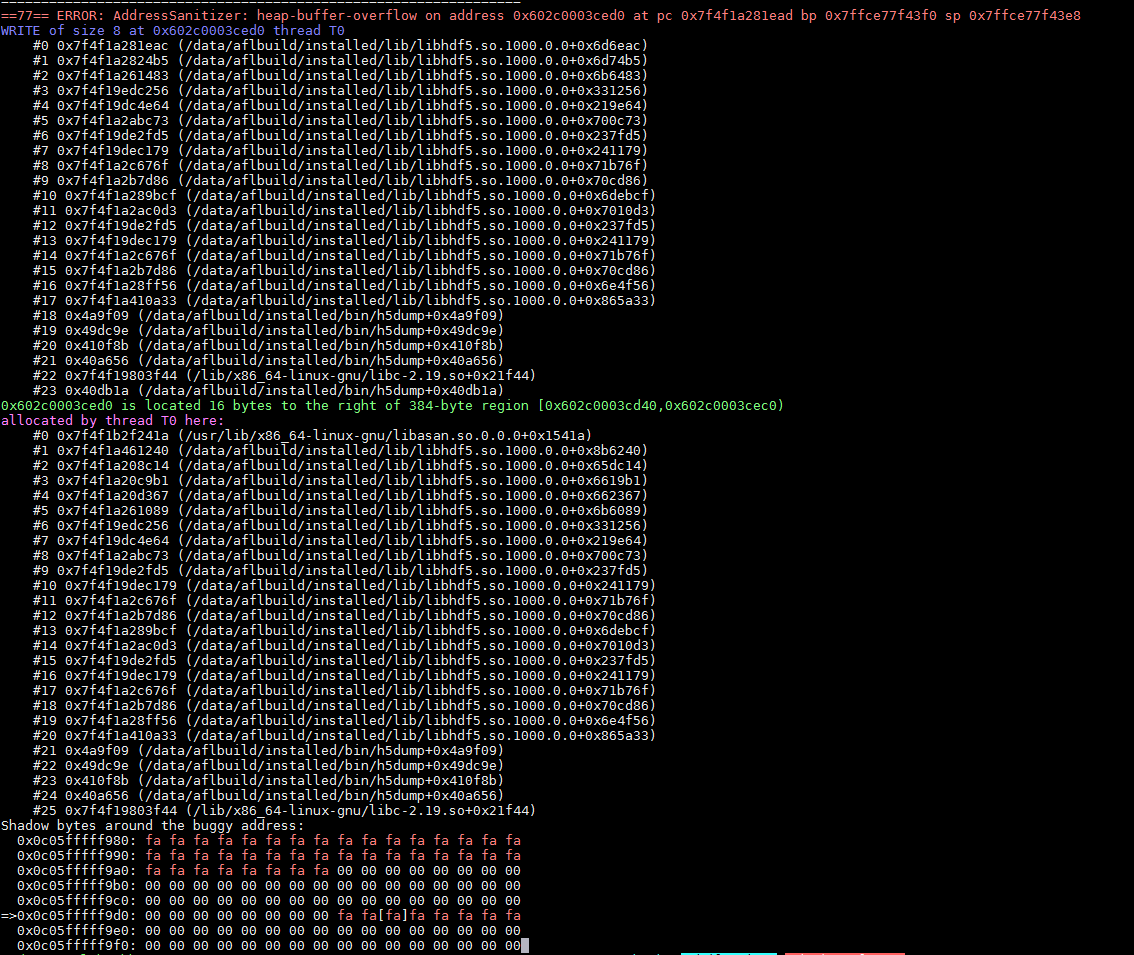 =================================================================
==77== ERROR: AddressSanitizer: heap-buffer-overflow on address 0x602c0003ced0 at pc 0x7f4f1a281ead bp 0x7ffce77f43f0 sp 0x7ffce77f43e8
WRITE of size 8 at 0x602c0003ced0 thread T0
    #0 0x7f4f1a281eac (/data/aflbuild/installed/lib/libhdf5.so.1000.0.0+0x6d6eac)
    #1 0x7f4f1a2824b5 (/data/aflbuild/installed/lib/libhdf5.so.1000.0.0+0x6d74b5)
    #2 0x7f4f1a261483 (/data/aflbuild/installed/lib/libhdf5.so.1000.0.0+0x6b6483)
    #3 0x7f4f19edc256 (/data/aflbuild/installed/lib/libhdf5.so.1000.0.0+0x331256)
    #4 0x7f4f19dc4e64 (/data/aflbuild/installed/lib/libhdf5.so.1000.0.0+0x219e64)
    #5 0x7f4f1a2abc73 (/data/aflbuild/installed/lib/libhdf5.so.1000.0.0+0x700c73)
    #6 0x7f4f19de2fd5 (/data/aflbuild/installed/lib/libhdf5.so.1000.0.0+0x237fd5)
    #7 0x7f4f19dec179 (/data/aflbuild/installed/lib/libhdf5.so.1000.0.0+0x241179)
    #8 0x7f4f1a2c676f (/data/aflbuild/installed/lib/libhdf5.so.1000.0.0+0x71b76f)
    #9 0x7f4f1a2b7d86 (/data/aflbuild/installed/lib/libhdf5.so.1000.0.0+0x70cd86)
    #10 0x7f4f1a289bcf (/data/aflbuild/installed/lib/libhdf5.so.1000.0.0+0x6debcf)
    #11 0x7f4f1a2ac0d3 (/data/aflbuild/installed/lib/libhdf5.so.1000.0.0+0x7010d3)
    #12 0x7f4f19de2fd5 (/data/aflbuild/installed/lib/libhdf5.so.1000.0.0+0x237fd5)
    #13 0x7f4f19dec179 (/data/aflbuild/installed/lib/libhdf5.so.1000.0.0+0x241179)
    #14 0x7f4f1a2c676f (/data/aflbuild/installed/lib/libhdf5.so.1000.0.0+0x71b76f)
    #15 0x7f4f1a2b7d86 (/data/aflbuild/installed/lib/libhdf5.so.1000.0.0+0x70cd86)
    #16 0x7f4f1a28ff56 (/data/aflbuild/installed/lib/libhdf5.so.1000.0.0+0x6e4f56)
    #17 0x7f4f1a410a33 (/data/aflbuild/installed/lib/libhdf5.so.1000.0.0+0x865a33)
    #18 0x4a9f09 (/data/aflbuild/installed/bin/h5dump+0x4a9f09)
    #19 0x49dc9e (/data/aflbuild/installed/bin/h5dump+0x49dc9e)
    #20 0x410f8b (/data/aflbuild/installed/bin/h5dump+0x410f8b)
    #21 0x40a656 (/data/aflbuild/installed/bin/h5dump+0x40a656)
    #22 0x7f4f19803f44 (/lib/x86_64-linux-gnu/libc-2.19.so+0x21f44)
    #23 0x40db1a (/data/aflbuild/installed/bin/h5dump+0x40db1a)
0x602c0003ced0 is located 16 bytes to the right of 384-byte region [0x602c0003cd40,0x602c0003cec0)
allocated by thread T0 here:
    #0 0x7f4f1b2f241a (/usr/lib/x86_64-linux-gnu/libasan.so.0.0.0+0x1541a)
    #1 0x7f4f1a461240 (/data/aflbuild/installed/lib/libhdf5.so.1000.0.0+0x8b6240)
    #2 0x7f4f1a208c14 (/data/aflbuild/installed/lib/libhdf5.so.1000.0.0+0x65dc14)
    #3 0x7f4f1a20c9b1 (/data/aflbuild/installed/lib/libhdf5.so.1000.0.0+0x6619b1)
    #4 0x7f4f1a20d367 (/data/aflbuild/installed/lib/libhdf5.so.1000.0.0+0x662367)
    #5 0x7f4f1a261089 (/data/aflbuild/installed/lib/libhdf5.so.1000.0.0+0x6b6089)
    #6 0x7f4f19edc256 (/data/aflbuild/installed/lib/libhdf5.so.1000.0.0+0x331256)
    #7 0x7f4f19dc4e64 (/data/aflbuild/installed/lib/libhdf5.so.1000.0.0+0x219e64)
    #8 0x7f4f1a2abc73 (/data/aflbuild/installed/lib/libhdf5.so.1000.0.0+0x700c73)
    #9 0x7f4f19de2fd5 (/data/aflbuild/installed/lib/libhdf5.so.1000.0.0+0x237fd5)
    #10 0x7f4f19dec179 (/data/aflbuild/installed/lib/libhdf5.so.1000.0.0+0x241179)
    #11 0x7f4f1a2c676f (/data/aflbuild/installed/lib/libhdf5.so.1000.0.0+0x71b76f)
    #12 0x7f4f1a2b7d86 (/data/aflbuild/installed/lib/libhdf5.so.1000.0.0+0x70cd86)
    #13 0x7f4f1a289bcf (/data/aflbuild/installed/lib/libhdf5.so.1000.0.0+0x6debcf)
    #14 0x7f4f1a2ac0d3 (/data/aflbuild/installed/lib/libhdf5.so.1000.0.0+0x7010d3)
    #15 0x7f4f19de2fd5 (/data/aflbuild/installed/lib/libhdf5.so.1000.0.0+0x237fd5)
    #16 0x7f4f19dec179 (/data/aflbuild/installed/lib/libhdf5.so.1000.0.0+0x241179)
    #17 0x7f4f1a2c676f (/data/aflbuild/installed/lib/libhdf5.so.1000.0.0+0x71b76f)
    #18 0x7f4f1a2b7d86 (/data/aflbuild/installed/lib/libhdf5.so.1000.0.0+0x70cd86)
    #19 0x7f4f1a28ff56 (/data/aflbuild/installed/lib/libhdf5.so.1000.0.0+0x6e4f56)
    #20 0x7f4f1a410a33 (/data/aflbuild/installed/lib/libhdf5.so.1000.0.0+0x865a33)
    #21 0x4a9f09 (/data/aflbuild/installed/bin/h5dump+0x4a9f09)
    #22 0x49dc9e (/data/aflbuild/installed/bin/h5dump+0x49dc9e)
    #23 0x410f8b (/data/aflbuild/installed/bin/h5dump+0x410f8b)
    #24 0x40a656 (/data/aflbuild/installed/bin/h5dump+0x40a656)
    #25 0x7f4f19803f44 (/lib/x86_64-linux-gnu/libc-2.19.so+0x21f44)
Shadow bytes around the buggy address:
  0x0c05fffff980: fa fa fa fa fa fa fa fa fa fa fa fa fa fa fa fa
  0x0c05fffff990: fa fa fa fa fa fa fa fa fa fa fa fa fa fa fa fa
  0x0c05fffff9a0: fa fa fa fa fa fa fa fa 00 00 00 00 00 00 00 00
  0x0c05fffff9b0: 00 00 00 00 00 00 00 00 00 00 00 00 00 00 00 00
  0x0c05fffff9c0: 00 00 00 00 00 00 00 00 00 00 00 00 00 00 00 00
=>0x0c05fffff9d0: 00 00 00 00 00 00 00 00 fa fa[fa]fa fa fa fa fa
  0x0c05fffff9e0: 00 00 00 00 00 00 00 00 00 00 00 00 00 00 00 00
  0x0c05fffff9f0: 00 00 00 00 00 00 00 00 00 00 00 00 00 00 00 00